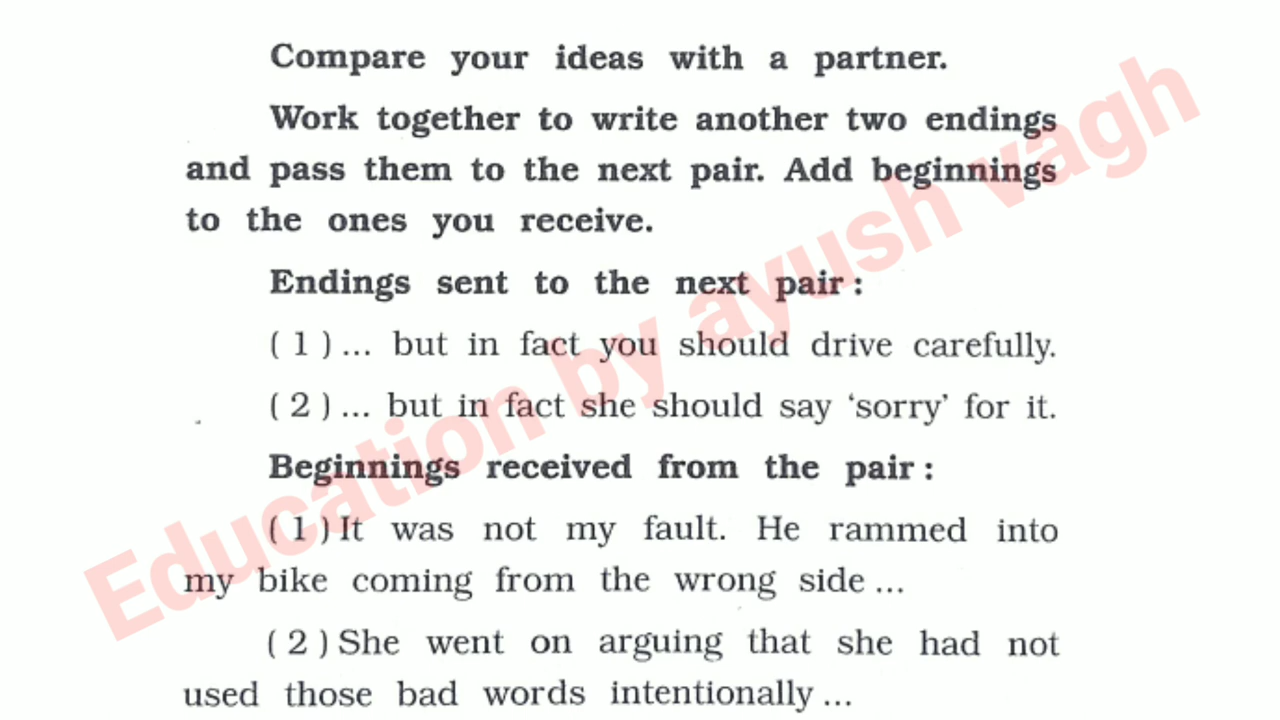 Compare your ideas with a partner.
Work together to write another two endings
and pass them to the next pair. Add beginnings
to the ones you receive.
Endings sent to the next pair :
( 1 ) ... but in fact you should drive carefully.
( 2 ) ... but in fact she should say ‘sorry’ for it.
Beginnings received from the pair :
( 1 ) It was not my fault. He rammed into
my bike coming from the wrong side ...
( 2 ) She went on arguing that she had not
used those bad words intentionally ...
Education by ayush vagh